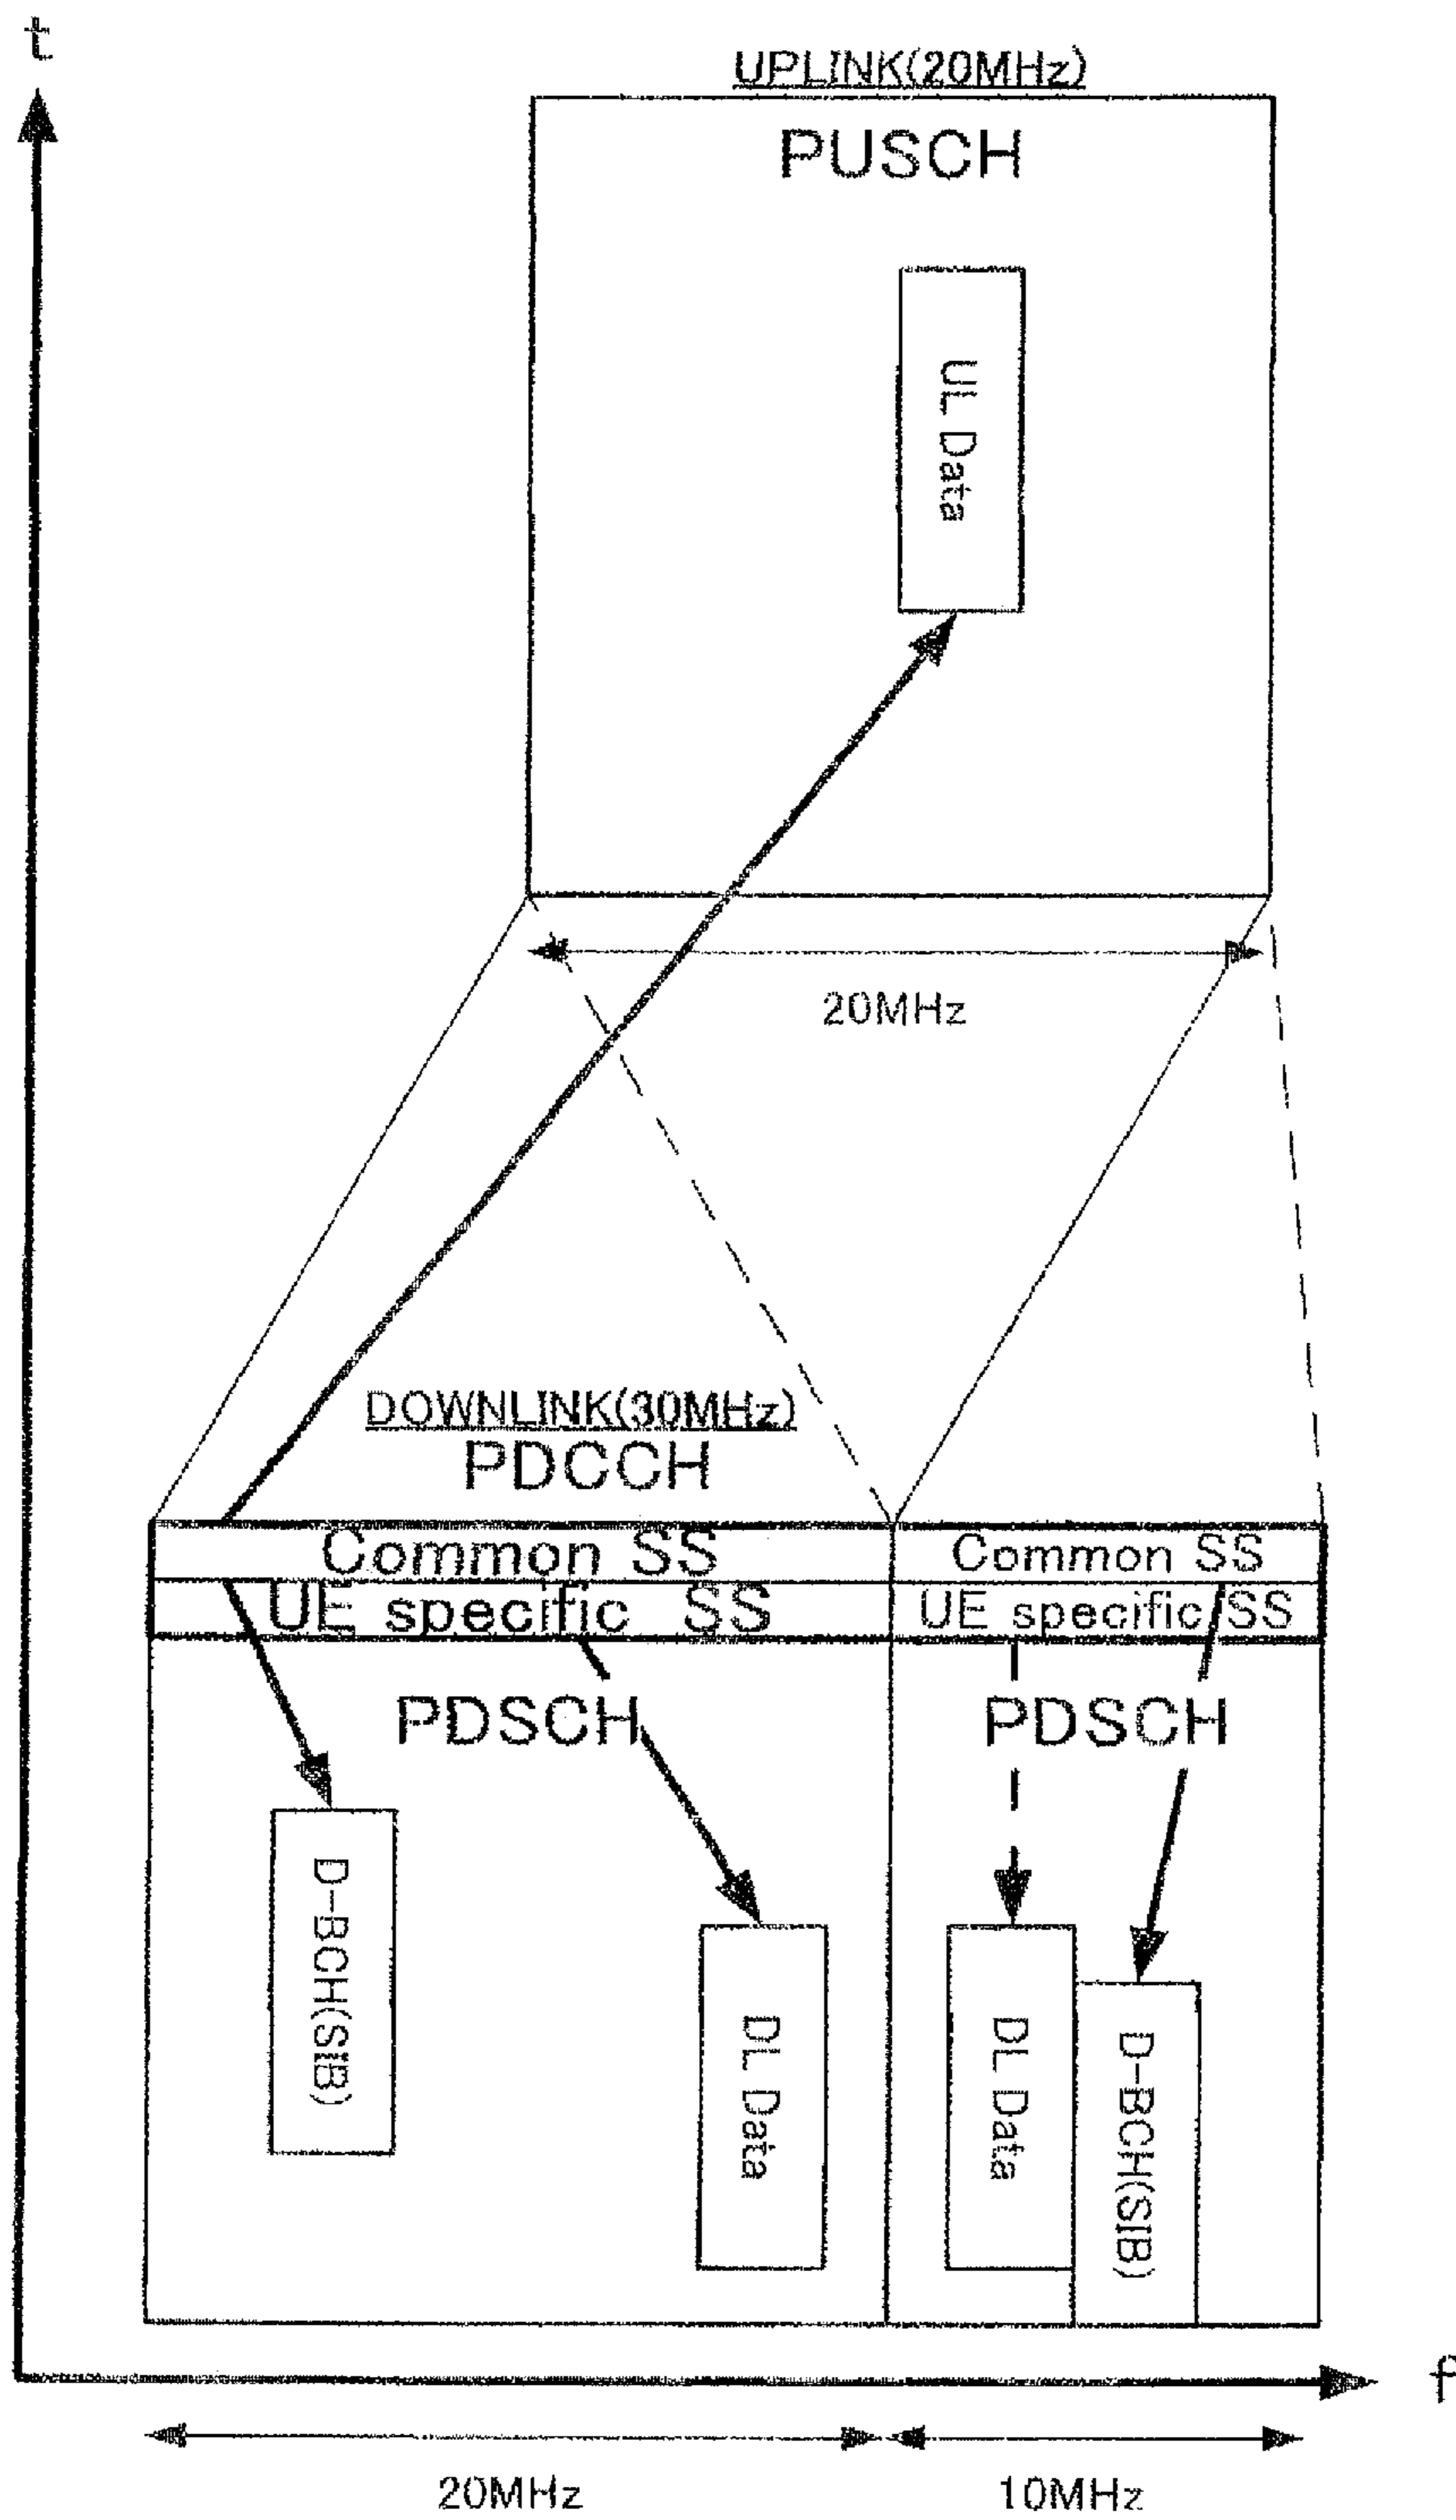 t
UPLINK(20MHz)
PUSCH
UL Data
20MHz
DOWNLINK(30MHz)
PDCCH
Common SS
Common SS
UE specific SS
UE specific SS
PDSCH
PDSCH
D-BCH(SIB)
DL Data
DL Data
D-BCH(SIB)
f
20MHz
10MHz